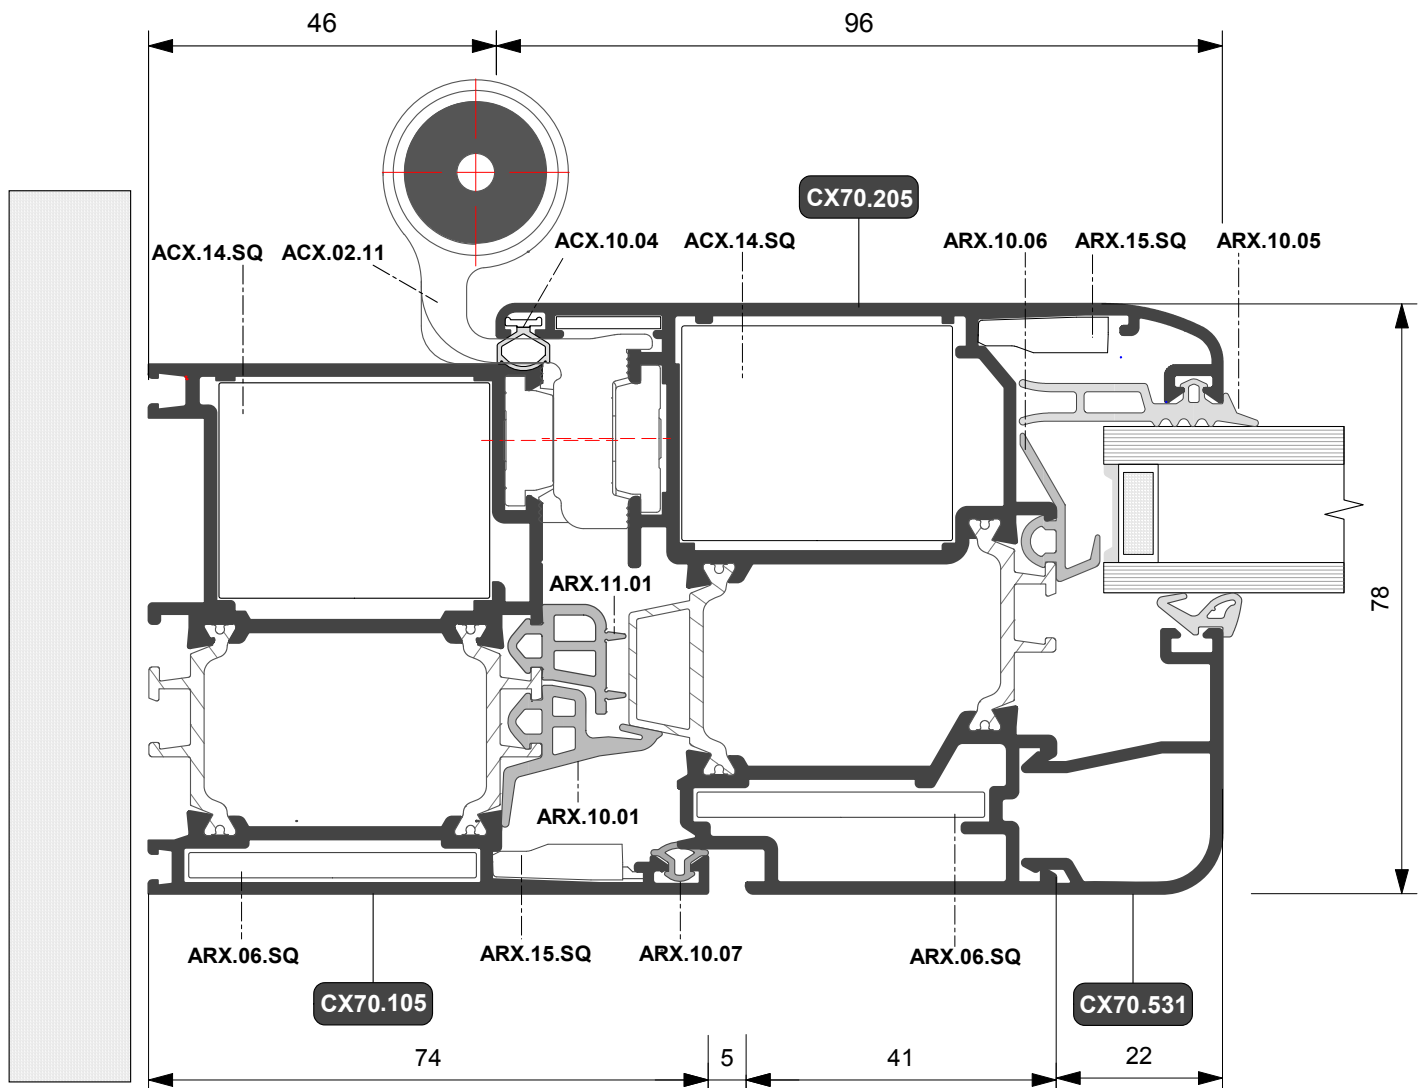 46
96
CX70.205
ACX.14.SQ
ACX.02.11
ACX.10.04
ACX.14.SQ
ARX.10.06
ARX.15.SQ
ARX.10.05
ARX.11.01
78
ARX.10.01
ARX.06.SQ
ARX.15.SQ
ARX.10.07
ARX.06.SQ
CX70.105
CX70.531
74
5
41
22